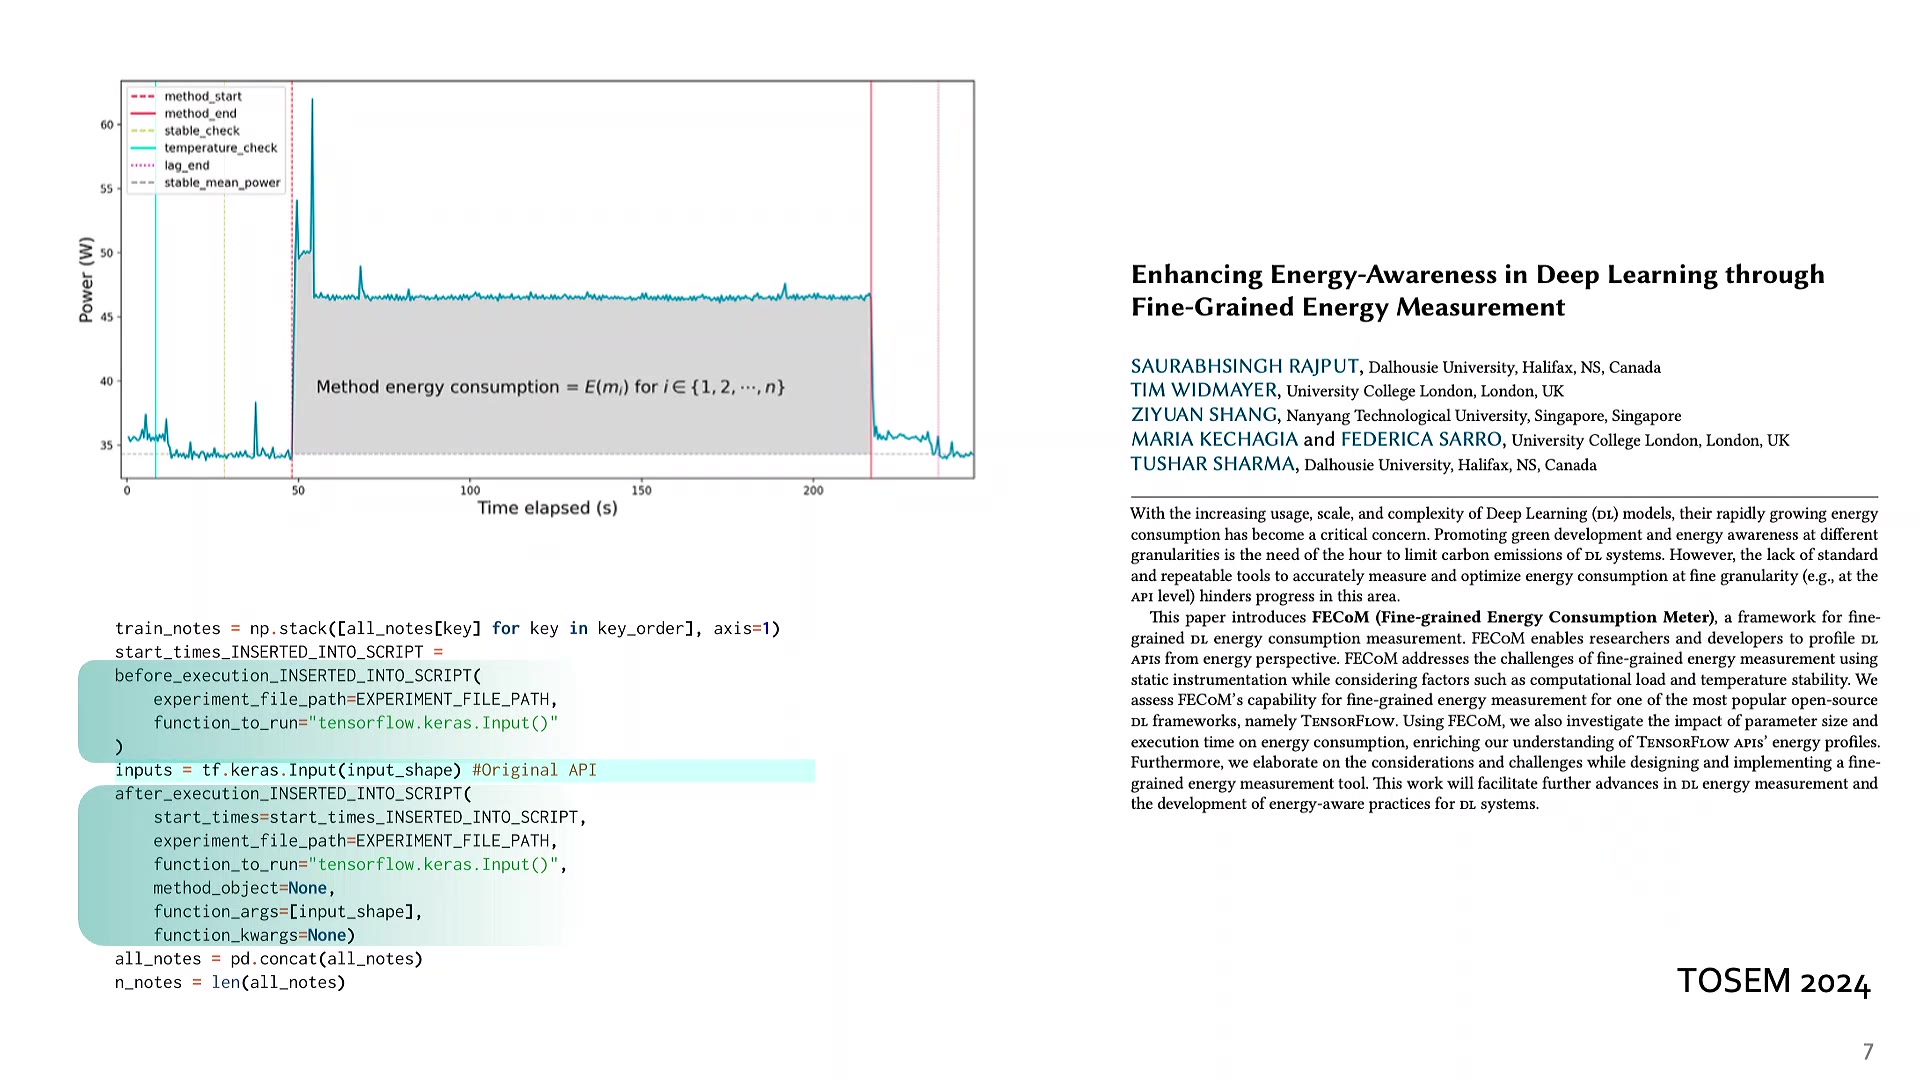 method_start
method_end
stable_check
temperature_check
lag_end
stable_mean_power
60
55
50
45
40
35
Power (W)
Method energy consumption = E(mᵢ) for i ∈ {1, 2, ⋯, n}
0
50
100
150
200
Time elapsed (s)
train_notes = np.stack([all_notes[key] for key in key_order], axis=1)
start_times_INSERTED_INTO_SCRIPT =
before_execution_INSERTED_INTO_SCRIPT(
    experiment_file_path=EXPERIMENT_FILE_PATH,
    function_to_run="tensorflow.keras.Input()"
)
inputs = tf.keras.Input(input_shape) #Original API
after_execution_INSERTED_INTO_SCRIPT(
    start_times=start_times_INSERTED_INTO_SCRIPT,
    experiment_file_path=EXPERIMENT_FILE_PATH,
    function_to_run="tensorflow.keras.Input()",
    method_object=None,
    function_args=[input_shape],
    function_kwargs=None)
all_notes = pd.concat(all_notes)
n_notes = len(all_notes)
Enhancing Energy-Awareness in Deep Learning through
Fine-Grained Energy Measurement
SAURABHSINGH RAJPUT, Dalhousie University, Halifax, NS, Canada
TIM WIDMAYER, University College London, London, UK
ZIYUAN SHANG, Nanyang Technological University, Singapore, Singapore
MARIA KECHAGIA and FEDERICA SARRO, University College London, London, UK
TUSHAR SHARMA, Dalhousie University, Halifax, NS, Canada
With the increasing usage, scale, and complexity of Deep Learning (DL) models, their rapidly growing energy
consumption has become a critical concern. Promoting green development and energy awareness at different
granularities is the need of the hour to limit carbon emissions of DL systems. However, the lack of standard
and repeatable tools to accurately measure and optimize energy consumption at fine granularity (e.g., at the
API level) hinders progress in this area.
This paper introduces FECoM (Fine-grained Energy Consumption Meter), a framework for fine-
grained DL energy consumption measurement. FECoM enables researchers and developers to profile DL
APIs from energy perspective. FECoM addresses the challenges of fine-grained energy measurement using
static instrumentation while considering factors such as computational load and temperature stability. We
assess FECoM's capability for fine-grained energy measurement for one of the most popular open-source
DL frameworks, namely TensorFlow. Using FECoM, we also investigate the impact of parameter size and
execution time on energy consumption, enriching our understanding of TensorFlow APIs' energy profiles.
Furthermore, we elaborate on the considerations and challenges while designing and implementing a fine-
grained energy measurement tool. This work will facilitate further advances in DL energy measurement and
the development of energy-aware practices for DL systems.
TOSEM 2024
7